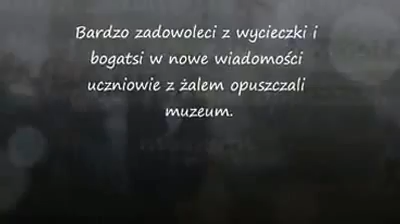 Bardzo zadowoleci z wycieczki i
bogatsi w nowe wiadomości
uczniowie z żalem opuszczali
muzeum.